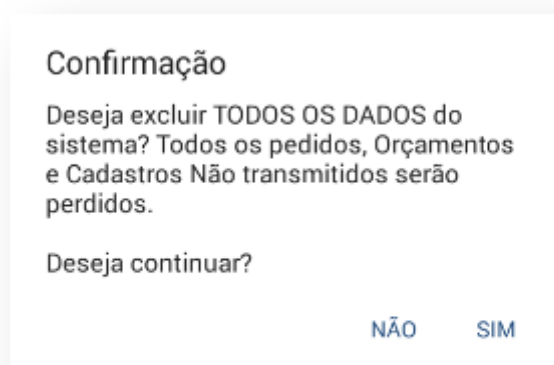 Confirmação
Deseja excluir TODOS OS DADOS do
sistema? Todos os pedidos, Orçamentos
e Cadastros Não transmitidos serão
perdidos.
Deseja continuar?
NÃO SIM